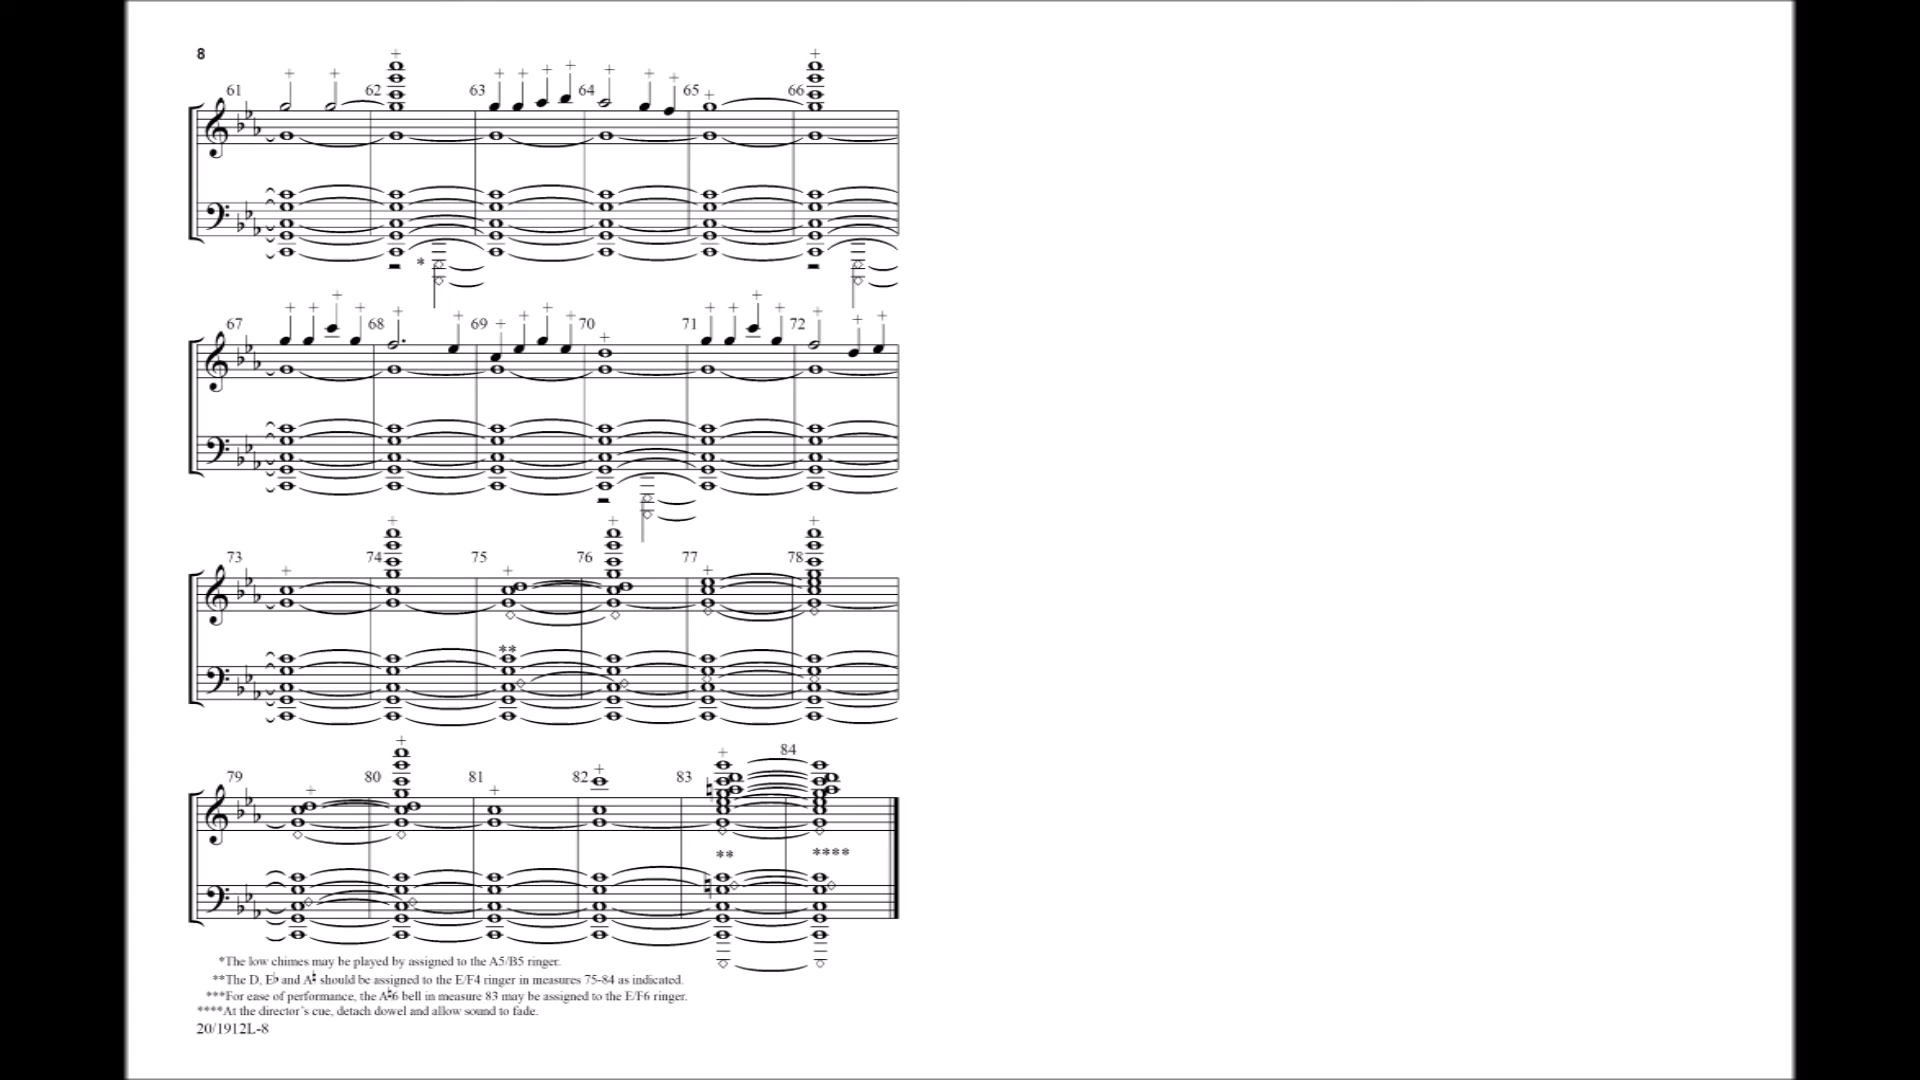 8
61 62 63 64 65 66
*
67 68 69 70 71 72
73 74 75 76 77 78
**
79 80 81 82 83 84
** ****
*The low chimes may be played by assigned to the A5/B5 ringer.
**The D, E♭ and A♮ should be assigned to the E/F4 ringer in measures 75-84 as indicated.
***For ease of performance, the A♮6 bell in measure 83 may be assigned to the E/F6 ringer.
****At the director's cue, detach dowel and allow sound to fade.
20/1912L-8